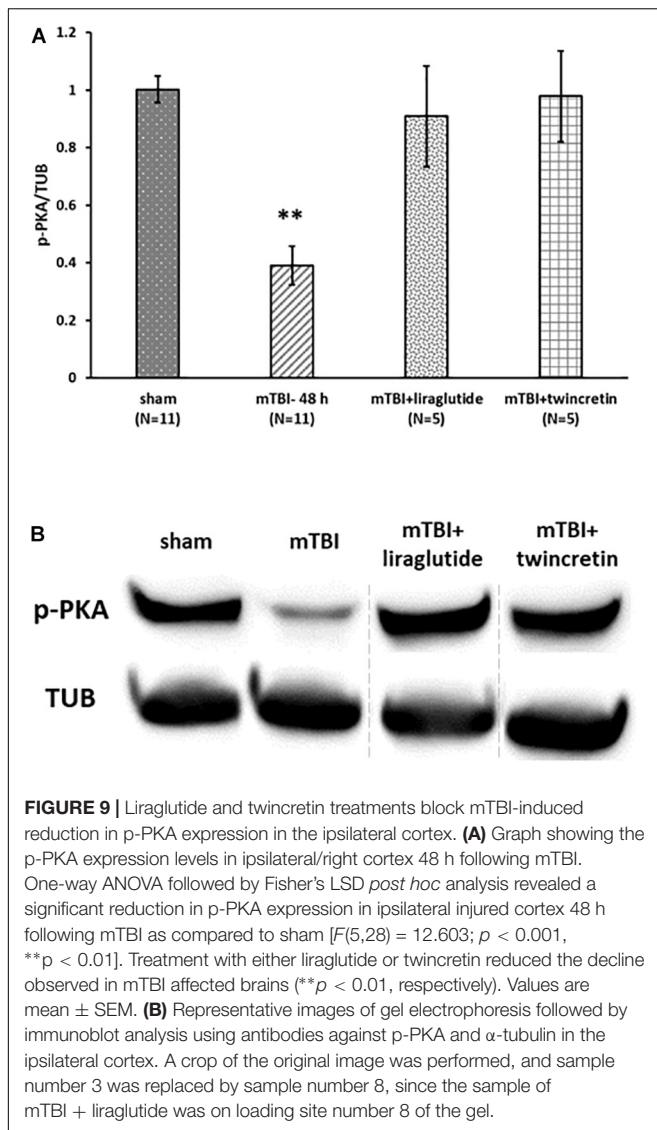 A
1.2
1
0.8
0.6
0.4
0.2
0
p-PKA/TUB
**
sham mTBI- 48 h mTBI+liraglutide mTBI+twincretin
(N=11) (N=11) (N=5) (N=5)
B
sham mTBI mTBI+ mTBI+
liraglutide twincretin
p-PKA
TUB
FIGURE 9 | Liraglutide and twincretin treatments block mTBI-induced
reduction in p-PKA expression in the ipsilateral cortex. (A) Graph showing the
p-PKA expression levels in ipsilateral/right cortex 48 h following mTBI.
One-way ANOVA followed by Fisher's LSD post hoc analysis revealed a
significant reduction in p-PKA expression in ipsilateral injured cortex 48 h
following mTBI as compared to sham [F(5,28) = 12.603; p < 0.001,
**p < 0.01]. Treatment with either liraglutide or twincretin reduced the decline
observed in mTBI affected brains (**p < 0.01, respectively). Values are
mean ± SEM. (B) Representative images of gel electrophoresis followed by
immunoblot analysis using antibodies against p-PKA and α-tubulin in the
ipsilateral cortex. A crop of the original image was performed, and sample
number 3 was replaced by sample number 8, since the sample of
mTBI + liraglutide was on loading site number 8 of the gel.